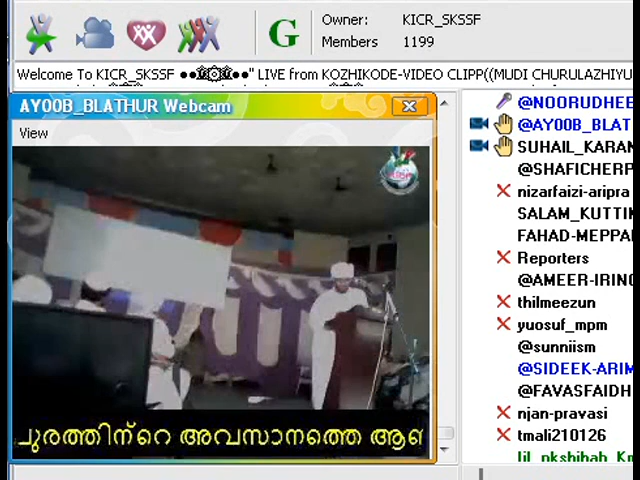 G
Owner: KICR_SKSSF
Members 1199
Welcome To KICR_SKSSF LIVE from KOZHIKODE-VIDEO CLIPP((MUDI CHURULAZHIYU
AY00B_BLATHUR Webcam
View
പുരത്തിന്റെ അവസാനത്തെ ആണ
@NOORUDHEE
@AY00B_BLAT
SUHAIL_KARAN
@SHAFICHERP
nizarfaizi-aripra
SALAM_KUTTIK
FAHAD-MEPPA
Reporters
@AMEER-IRING
thilmeezun
yuosuf_mpm
@sunniism
@SIDEEK-ARIM
@FAVASFAIDH
njan-pravasi
tmali210126